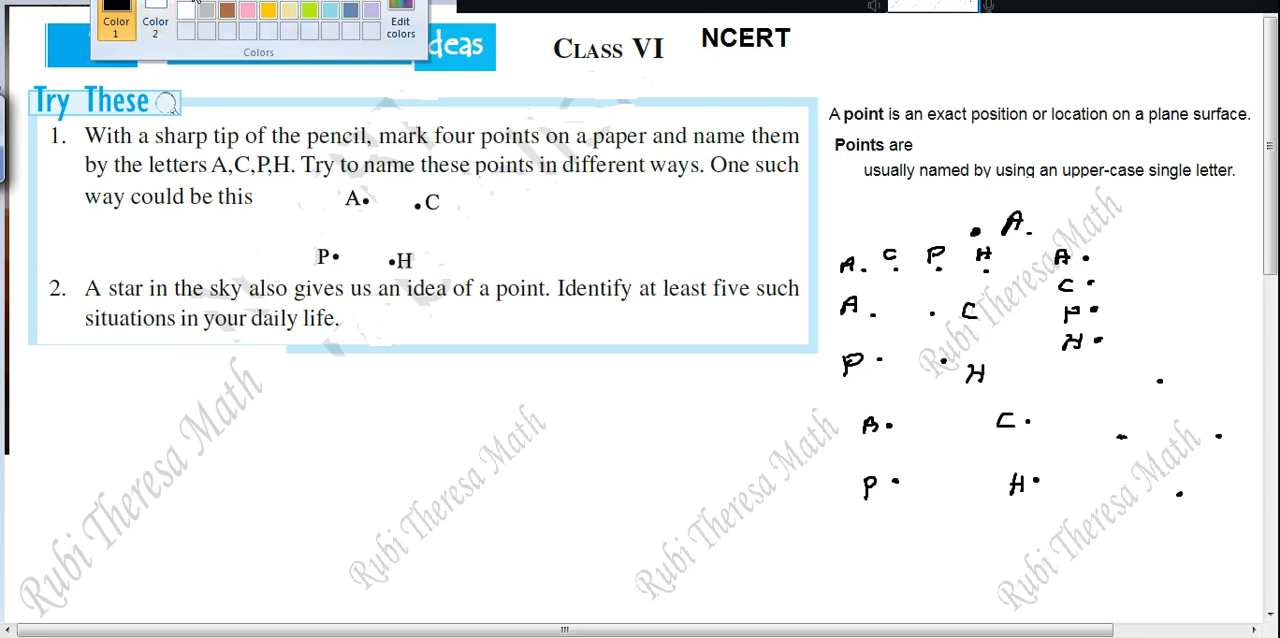 Color
1
Color
2
Edit
colors
Colors
deas
CLASS VI
NCERT
Try These
1. With a sharp tip of the pencil, mark four points on a paper and name them
by the letters A,C,P,H. Try to name these points in different ways. One such
way could be this
A• •C
P• •H
2. A star in the sky also gives us an idea of a point. Identify at least five such
situations in your daily life.
A point is an exact position or location on a plane surface.
Points are
usually named by using an upper-case single letter.
. A.
A. C P H
A .
C .
P .
H .
A . . C
P . . H
A . C .
P . H .
Rubi Theresa Math
Rubi Theresa Math
Rubi Theresa Math
Rubi Theresa Math
Rubi Theresa Math